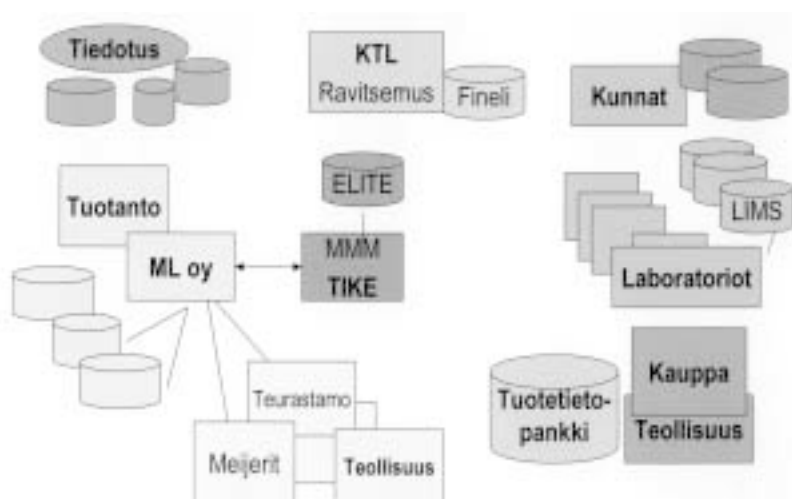 Tiedotus
KTL
Ravitsemus
Fineli
Kunnat
ELITE
Tuotanto
LIMS
ML oy
MMM
TIKE
Laboratoriot
Kauppa
Teurastamo
Tuotetieto-
pankki
Teollisuus
Meijerit
Teollisuus